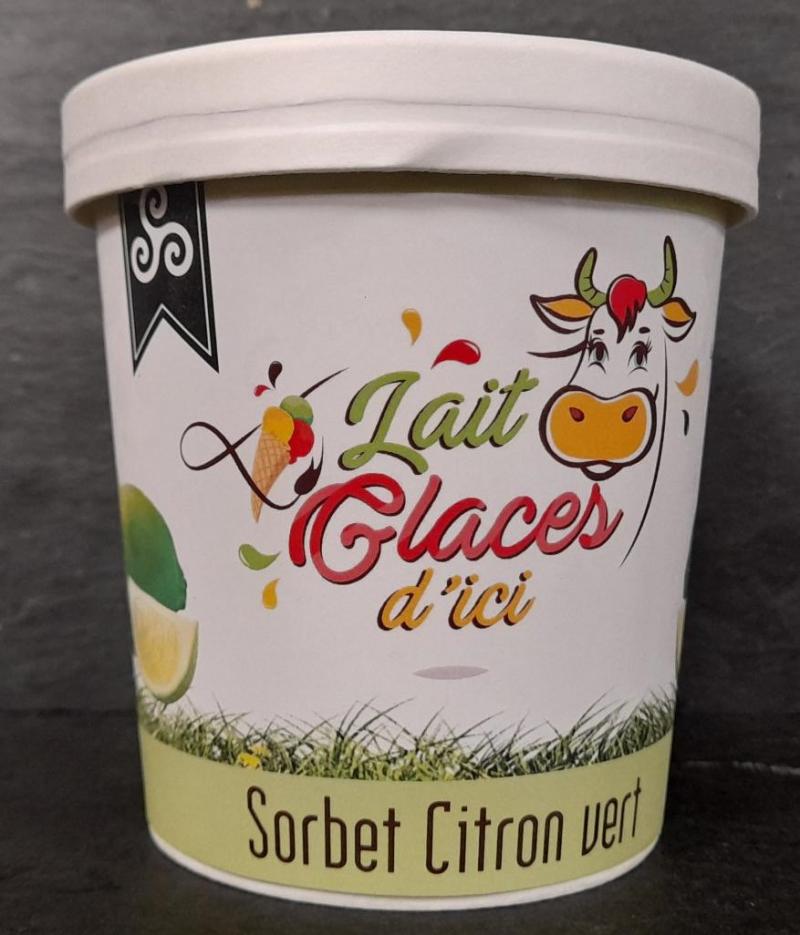 Lait
Glaces
d'ici
Sorbet Citron vert